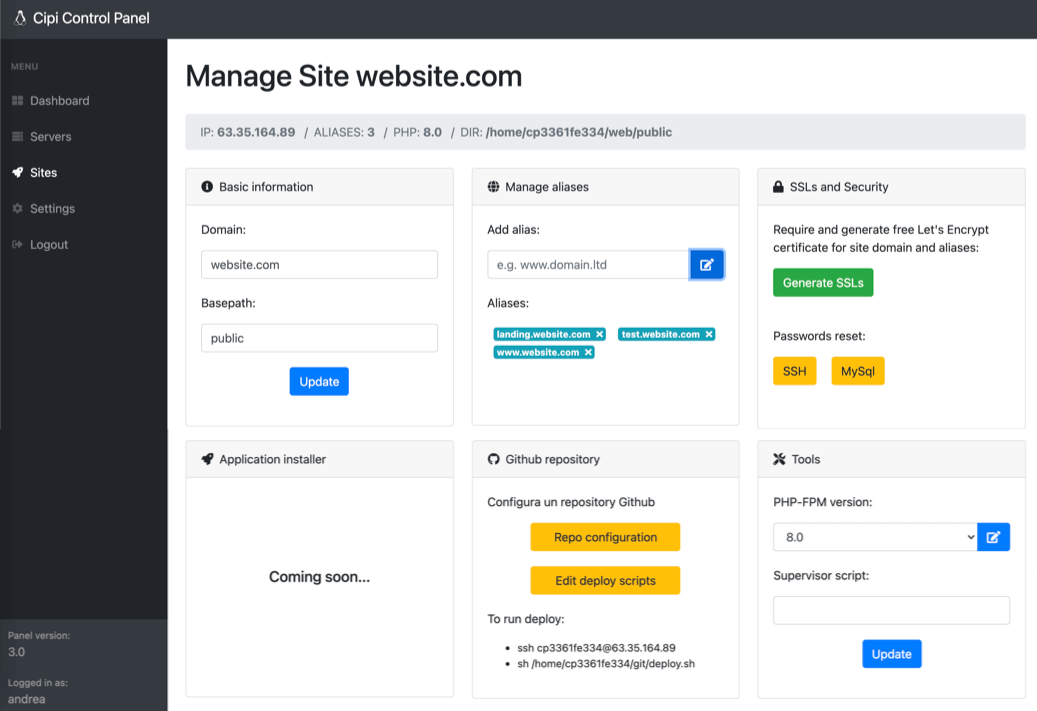 Cipi Control Panel
MENU
Dashboard
Servers
Sites
Settings
Logout
Panel version:
3.0
Logged in as:
andrea
Manage Site website.com
IP: 63.35.164.89 / ALIASES: 3 / PHP: 8.0 / DIR: /home/cp3361fe334/web/public
Basic information
Domain:
website.com
Basepath:
public
Update
Manage aliases
Add alias:
e.g. www.domain.ltd
Aliases:
landing.website.com ×
test.website.com ×
www.website.com ×
SSLs and Security
Require and generate free Let's Encrypt
certificate for site domain and aliases:
Generate SSLs
Passwords reset:
SSH
MySql
Application installer
Coming soon...
Github repository
Configura un repository Github
Repo configuration
Edit deploy scripts
To run deploy:
• ssh cp3361fe334@63.35.164.89
• sh /home/cp3361fe334/git/deploy.sh
Tools
PHP-FPM version:
8.0
Supervisor script:
Update